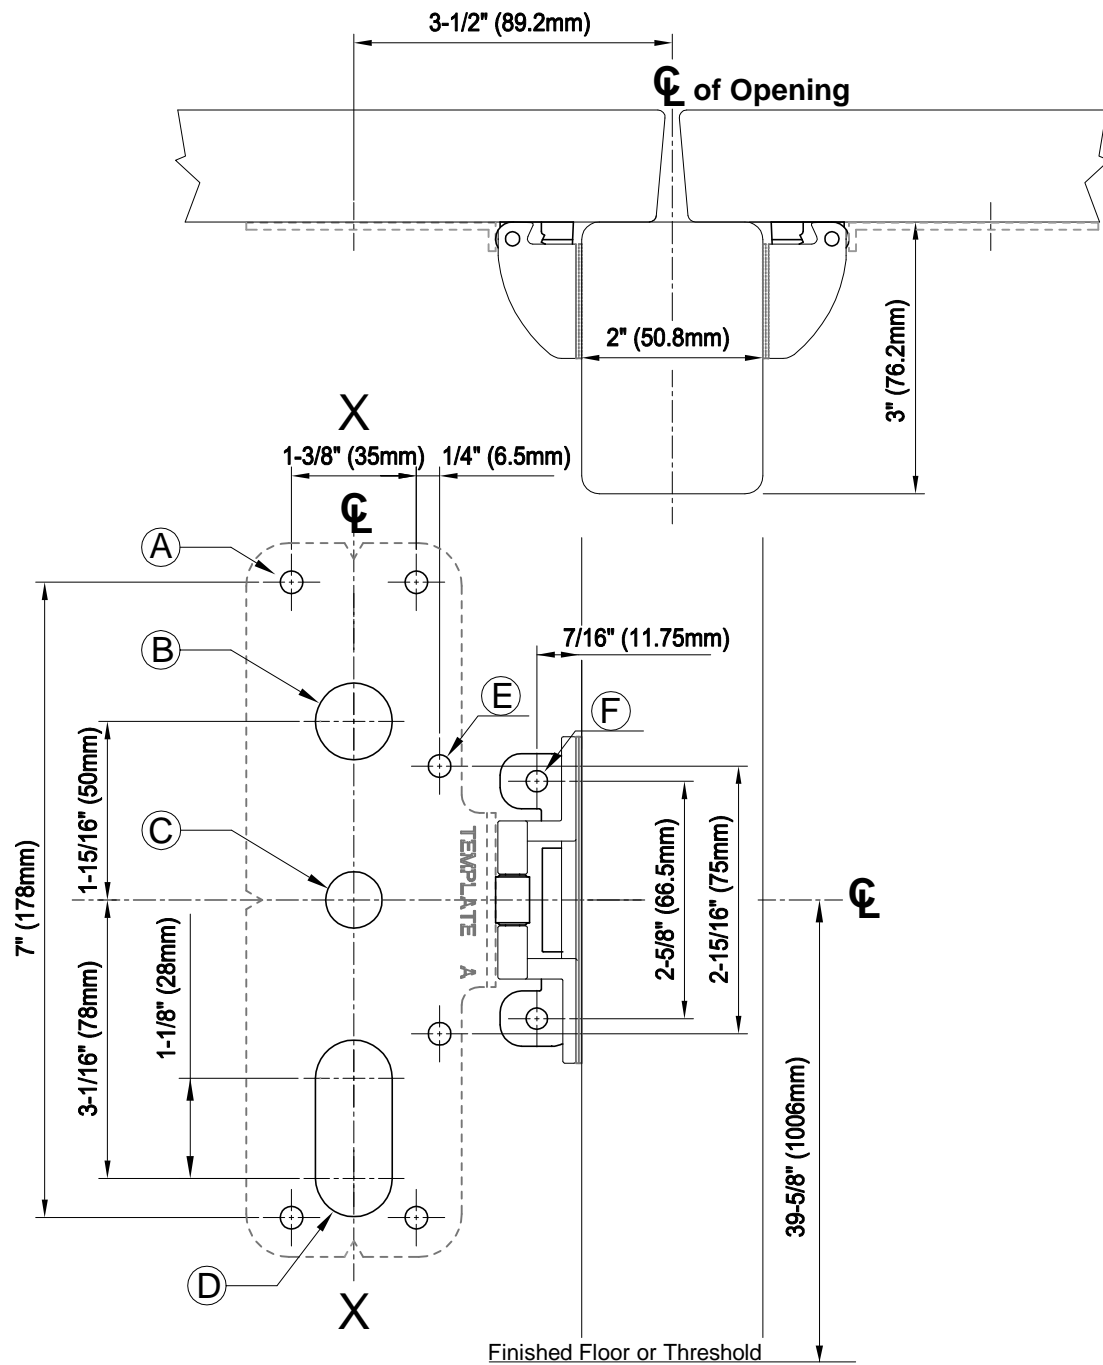 3-1/2" (89.2mm)
℄ of Opening
2" (50.8mm)
3" (76.2mm)
X
1-3/8" (35mm)
1/4" (6.5mm)
℄
A
7/16" (11.75mm)
B
E
F
1-15/16" (50mm)
C
TEMPLATE A
7" (178mm)
2-5/8" (66.5mm)
2-15/16" (75mm)
℄
1-1/8" (28mm)
3-1/16" (78mm)
39-5/8" (1006mm)
D
X
Finished Floor or Threshold